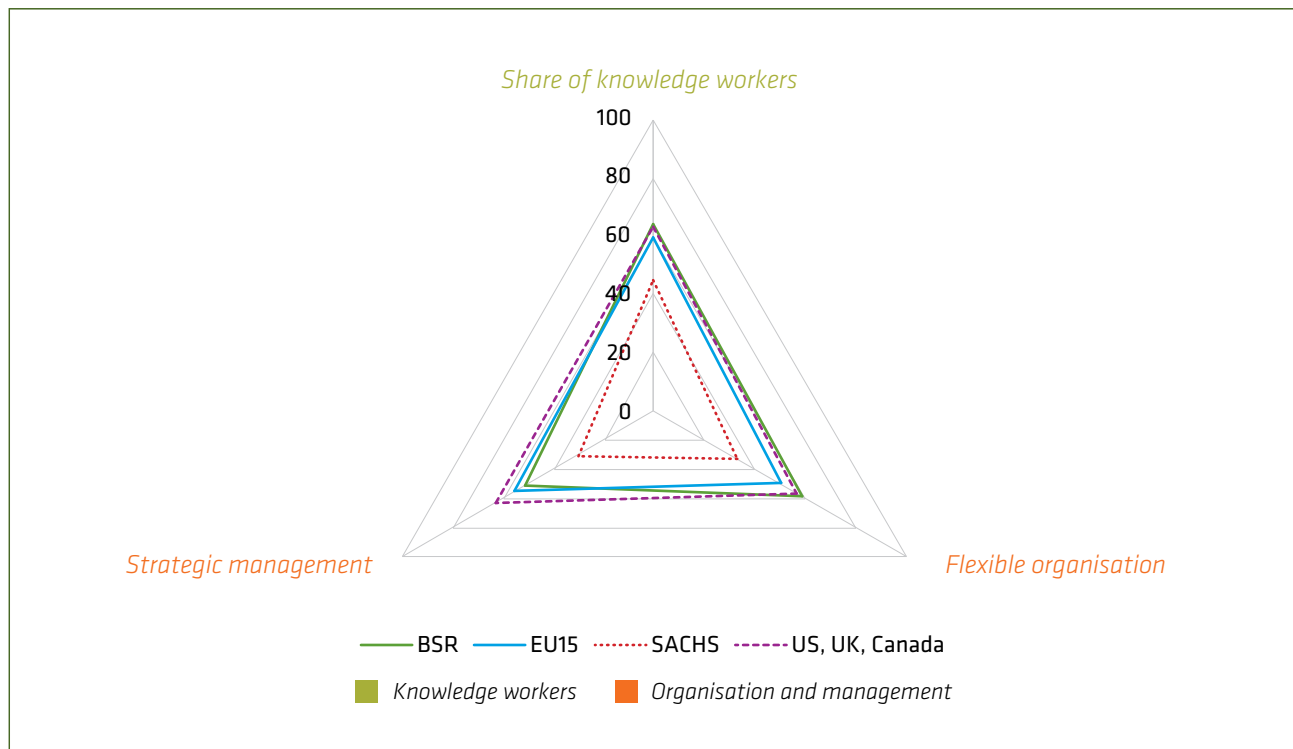 Share of knowledge workers
100
80
60
40
20
0
Strategic management
Flexible organisation
BSR EU15 SACHS US, UK, Canada
Knowledge workers Organisation and management